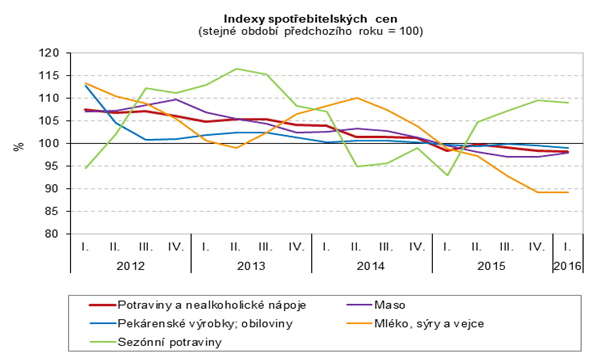 Indexy spotřebitelských cen
(stejné období předchozího roku = 100)
120
115
110
105
100
95
90
85
80
%
I. II. III. IV. I. II. III. IV. I. II. III. IV. I. II. III. IV. I.
2012 2013 2014 2015 2016
Potraviny a nealkoholické nápoje Maso
Pekárenské výrobky; obiloviny Mléko, sýry a vejce
Sezónní potraviny